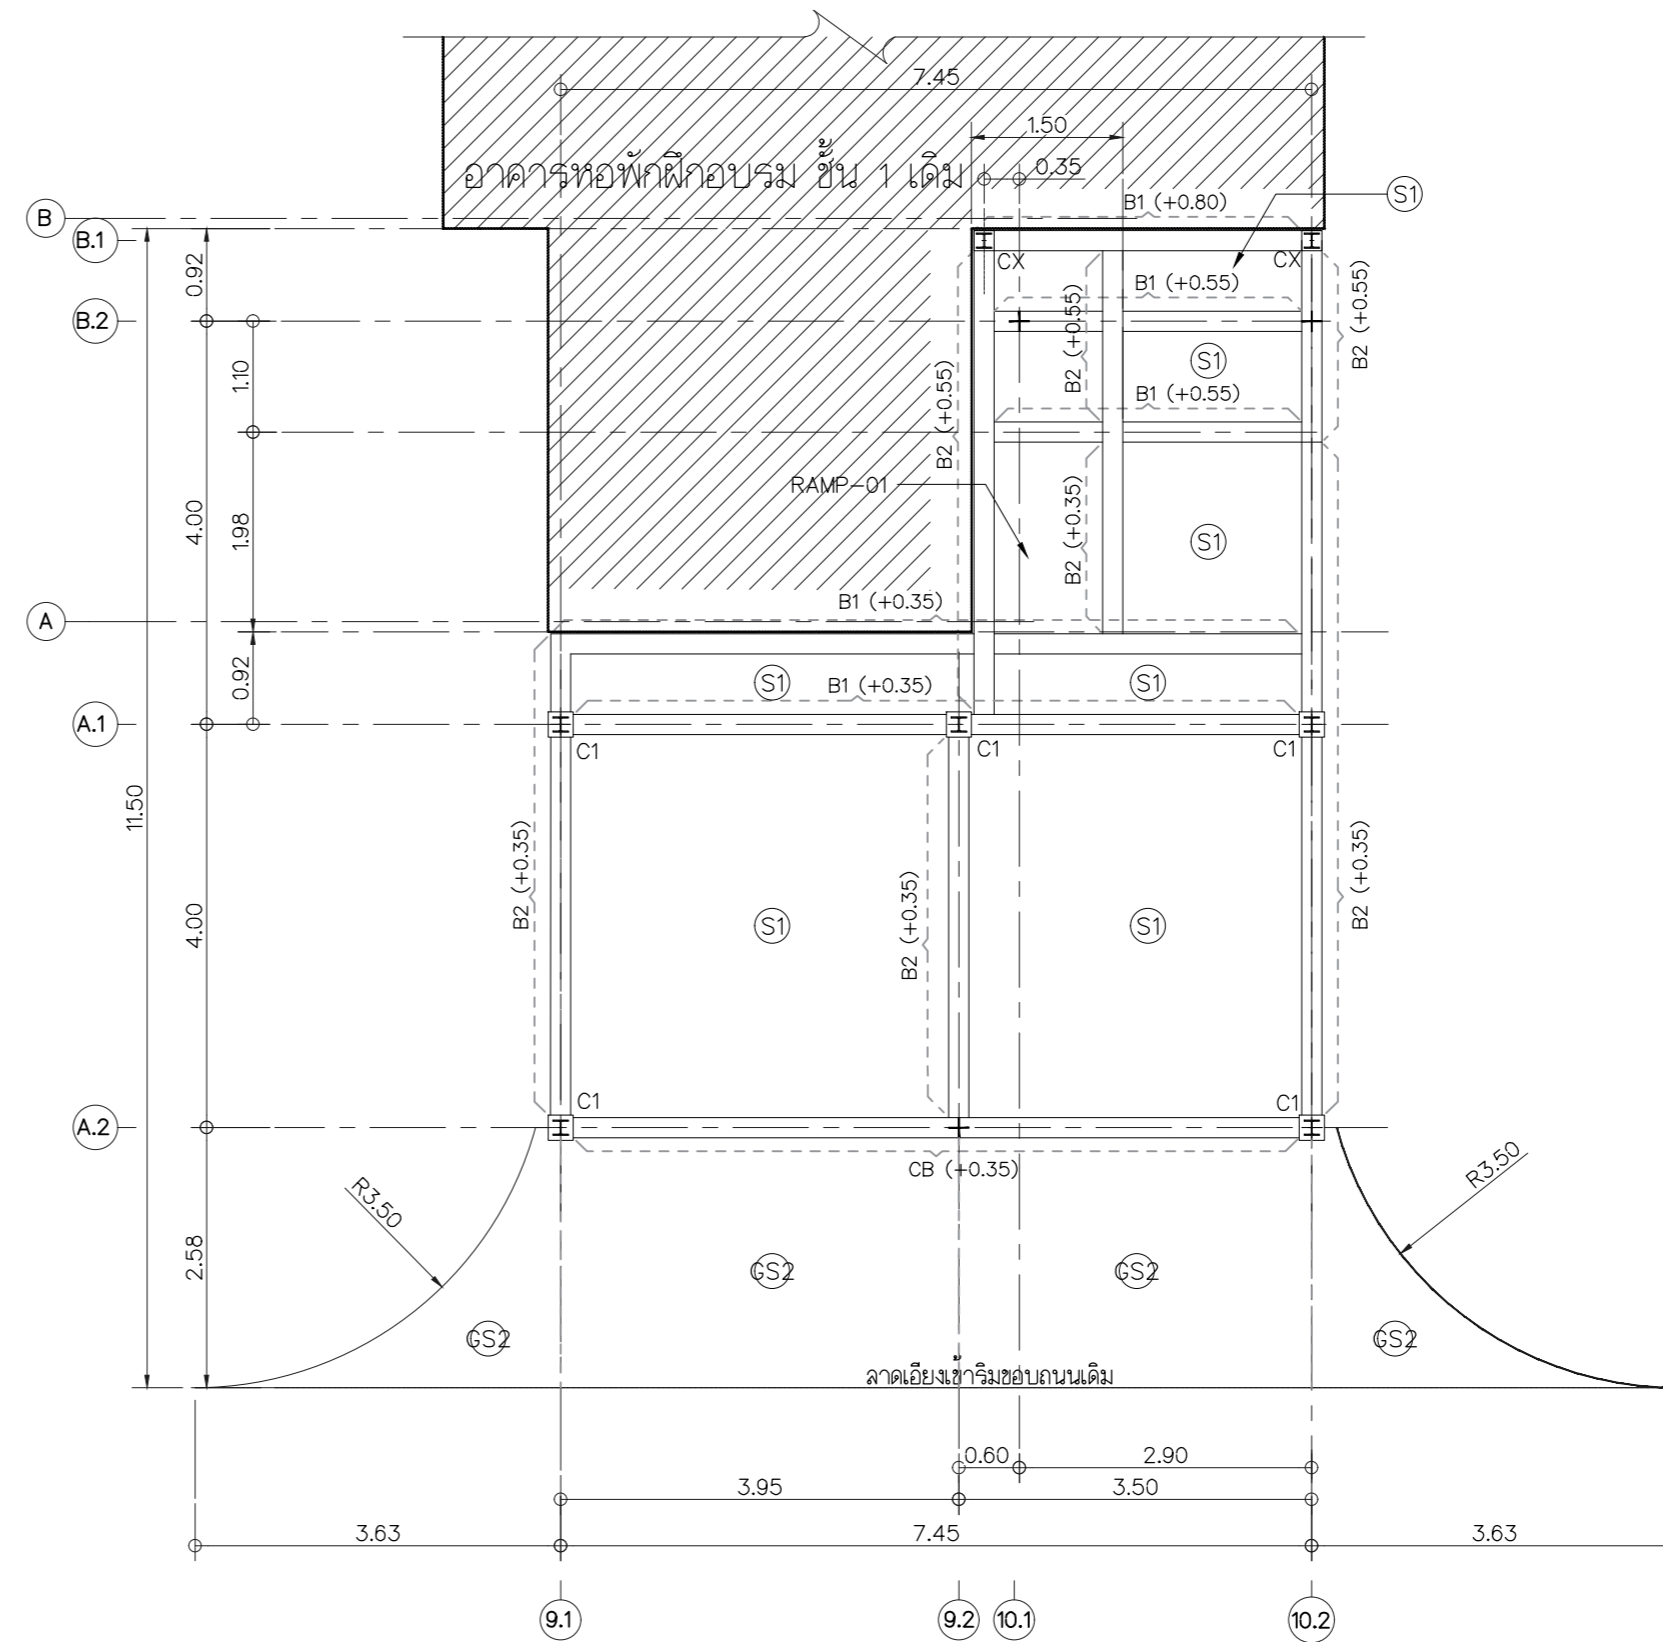 7.45
1.50
อาคารหอพักฝึกอบรม ชั้น 1 เดิม
0.35
S1
B1 (+0.80)
B
B.1
CX
CX
0.92
B1 (+0.55)
B2 (+0.55)
B2 (+0.55)
B.2
S1
1.10
B2 (+0.55)
B1 (+0.55)
RAMP-01
4.00
1.98
B2 (+0.35)
S1
A
B1 (+0.35)
0.92
S1
B1 (+0.35)
S1
A.1
C1
C1
C1
11.50
B2 (+0.35)
B2 (+0.35)
B2 (+0.35)
4.00
S1
S1
C1
C1
A.2
CB (+0.35)
R3.50
R3.50
2.58
GS2
GS2
GS2
GS2
ลาดเอียงเข้าริมขอบถนนเดิม
0.60
2.90
3.95
3.50
3.63
7.45
3.63
9.1
9.2
10.1
10.2